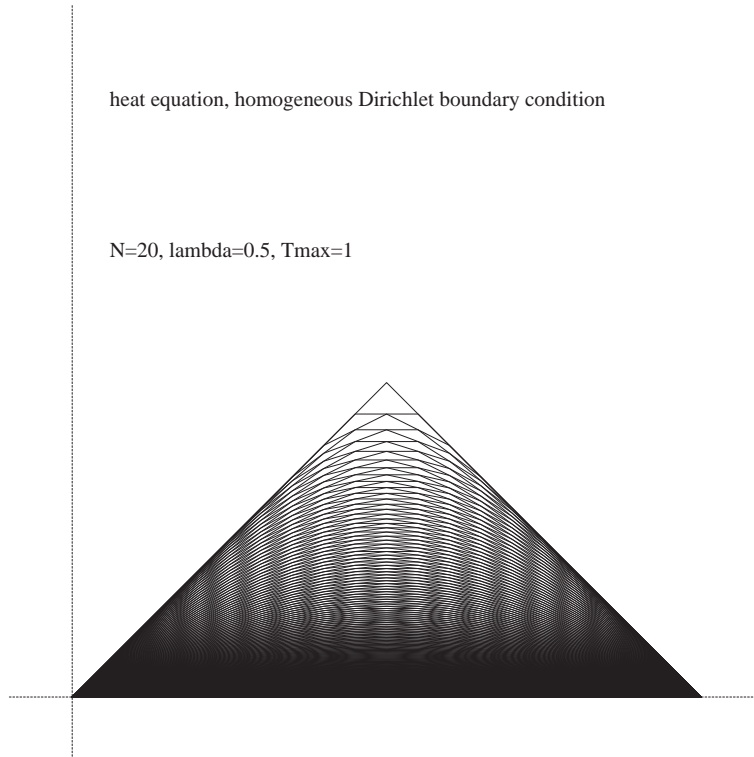 heat equation, homogeneous Dirichlet boundary condition
N=20, lambda=0.5, Tmax=1